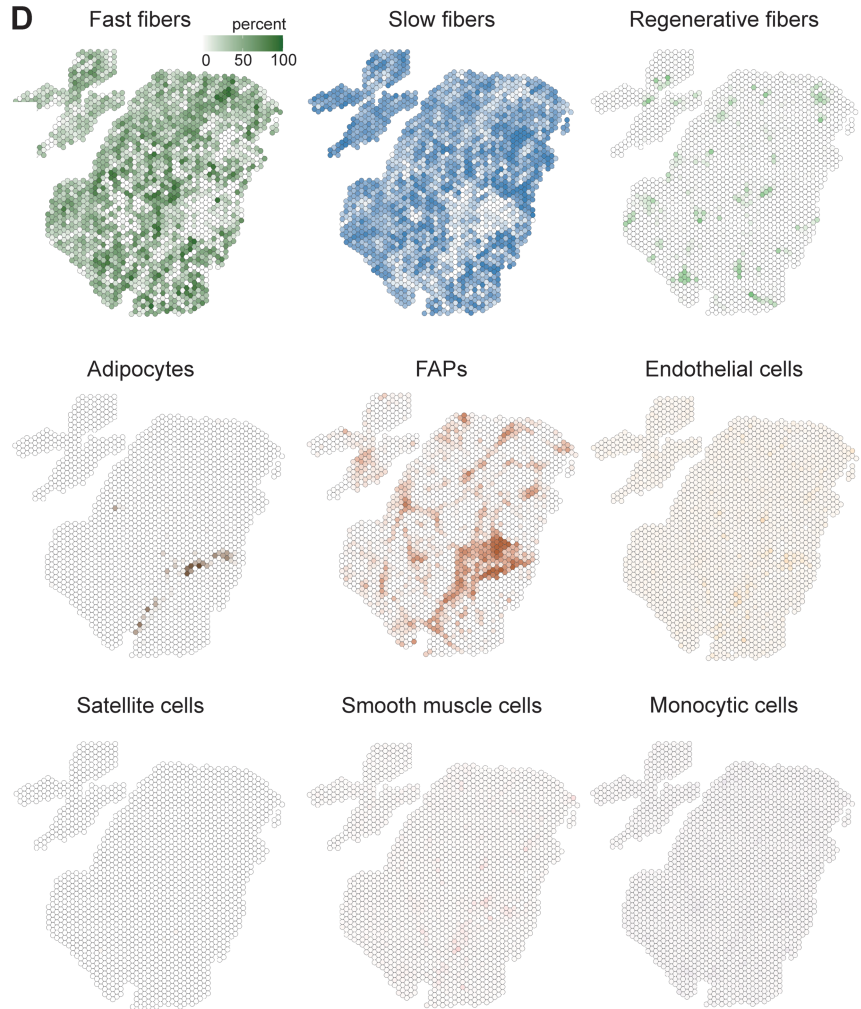 D
Fast fibers
Slow fibers
Regenerative fibers
percent
0 50 100
Adipocytes
FAPs
Endothelial cells
Satellite cells
Smooth muscle cells
Monocytic cells